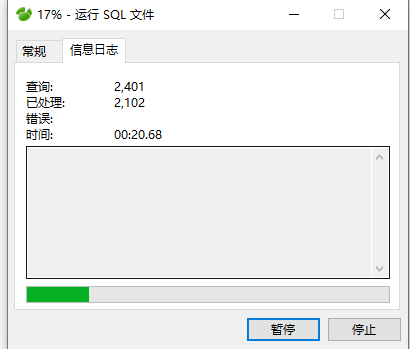 17% - 运行 SQL 文件
常规 信息日志
查询: 2,401
已处理: 2,102
错误:
时间: 00:20.68
暂停 停止